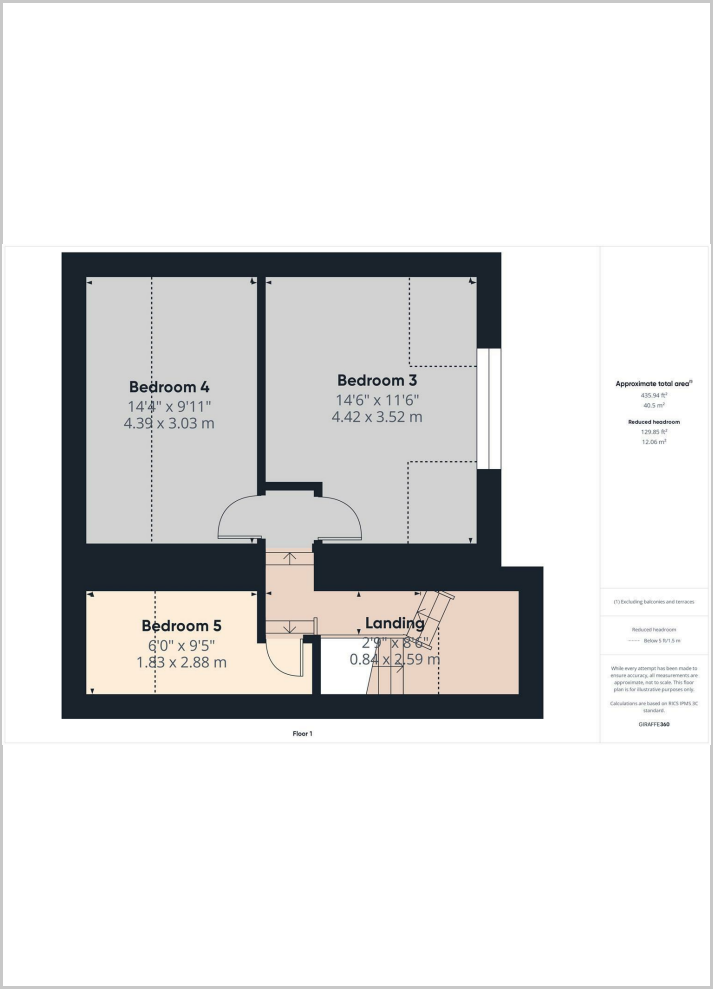 Bedroom 4
14'4" x 9'11"
4.39 x 3.03 m
Bedroom 3
14'6" x 11'6"
4.42 x 3.52 m
Bedroom 5
6'0" x 9'5"
1.83 x 2.88 m
Landing
2'9" x 8'6"
0.84 x 2.59 m
Floor 1
Approximate total area(1)
435.94 ft²
40.5 m²
Reduced headroom
129.85 ft²
12.06 m²
(1) Excluding balconies and terraces
Reduced headroom
Below 5 ft/1.5 m
While every attempt has been made to
ensure accuracy, all measurements are
approximate, not to scale. This floor
plan is for illustrative purposes only.
Calculations are based on RICS IPMS 3C
standard.
GIRAFFE360